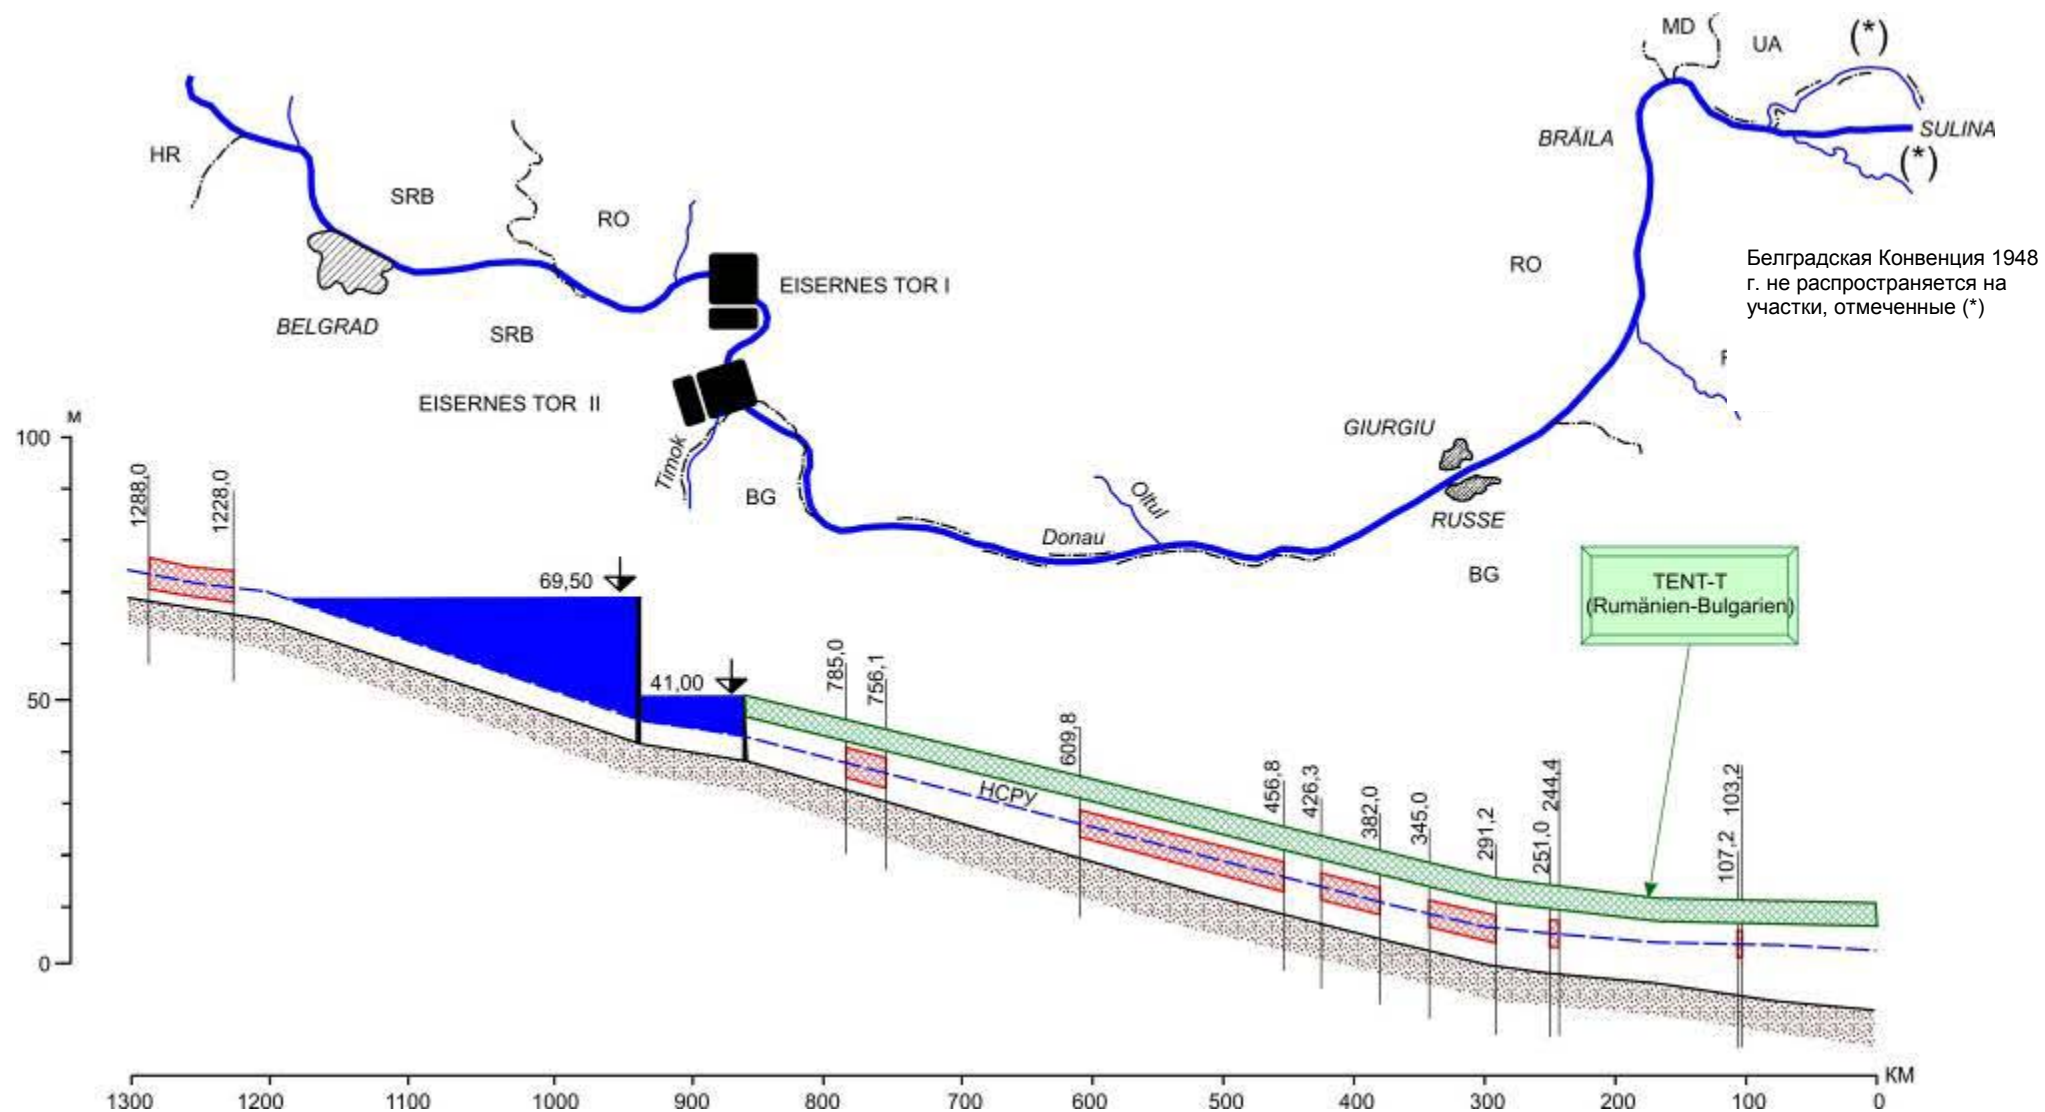 MD
UA
(*)
HR
BRĂILA
SULINA
(*)
SRB
RO
RO
Белградская Конвенция 1948
г. не распространяется на
участки, отмеченные (*)
EISERNES TOR I
BELGRAD
SRB
EISERNES TOR II
Timok
BG
GIURGIU
Oltul
Donau
RUSSE
BG
TENT-T
(Rumänien-Bulgarien)
м
100
50
0
1288,0
1228,0
69,50
41,00
785,0
756,1
609,8
НСРУ
456,8
426,3
382,0
345,0
291,2
251,0
244,4
107,2
103,2
КМ
1300
1200
1100
1000
900
800
700
600
500
400
300
200
100
0